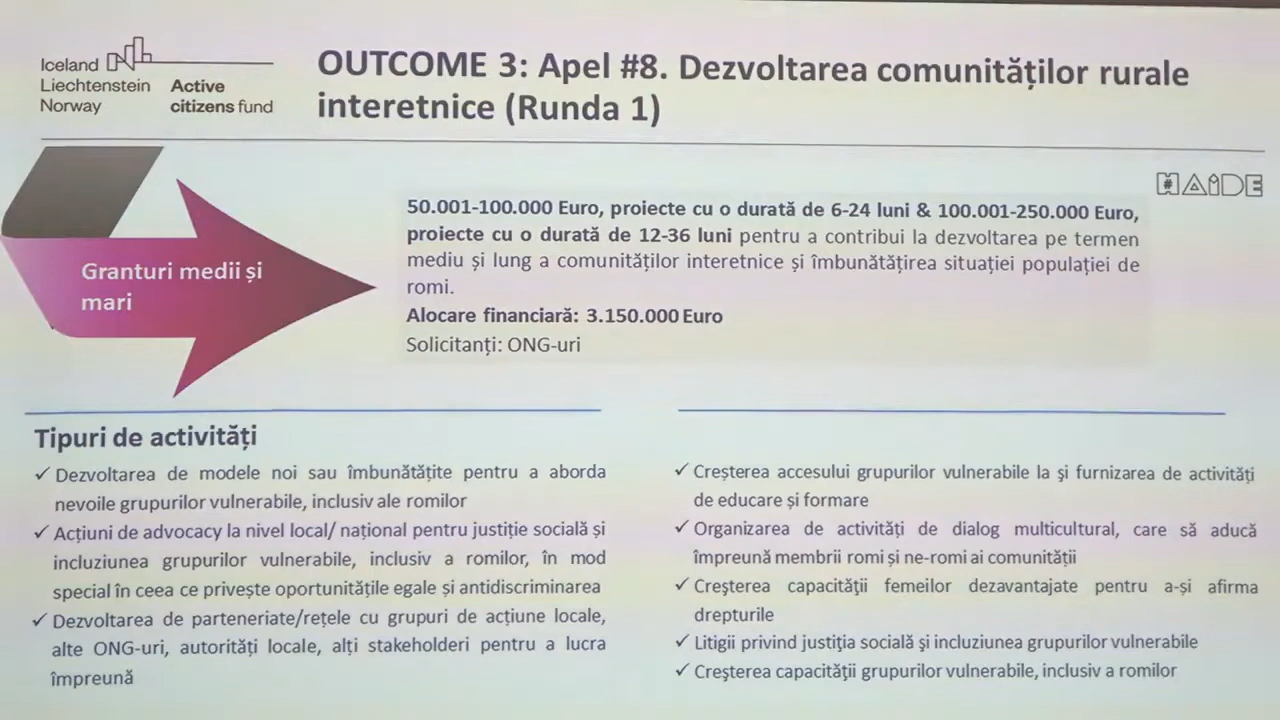 Iceland
Liechtenstein
Norway
Active
citizens fund
OUTCOME 3: Apel #8. Dezvoltarea comunităților rurale
interetnice (Runda 1)
#HAIDE
Granturi medii și
mari
50.001-100.000 Euro, proiecte cu o durată de 6-24 luni & 100.001-250.000 Euro,
proiecte cu o durată de 12-36 luni pentru a contribui la dezvoltarea pe termen
mediu și lung a comunităților interetnice și îmbunătățirea situației populației de
romi.
Alocare financiară: 3.150.000 Euro
Solicitanți: ONG-uri
Tipuri de activități
✓ Dezvoltarea de modele noi sau îmbunătățite pentru a aborda
nevoile grupurilor vulnerabile, inclusiv ale romilor
✓ Acțiuni de advocacy la nivel local/ național pentru justiție socială și
incluziunea grupurilor vulnerabile, inclusiv a romilor, în mod
special în ceea ce privește oportunitățile egale și antidiscriminarea
✓ Dezvoltarea de parteneriate/rețele cu grupuri de acțiune locale,
alte ONG-uri, autorități locale, alți stakeholderi pentru a lucra
împreună
✓ Creșterea accesului grupurilor vulnerabile la şi furnizarea de activități
de educare și formare
✓ Organizarea de activități de dialog multicultural, care să aducă
împreună membrii romi și ne-romi ai comunității
✓ Creşterea capacităţii femeilor dezavantajate pentru a-și afirma
drepturile
✓ Litigii privind justiţia socială şi incluziunea grupurilor vulnerabile
✓ Creşterea capacităţii grupurilor vulnerabile, inclusiv a romilor